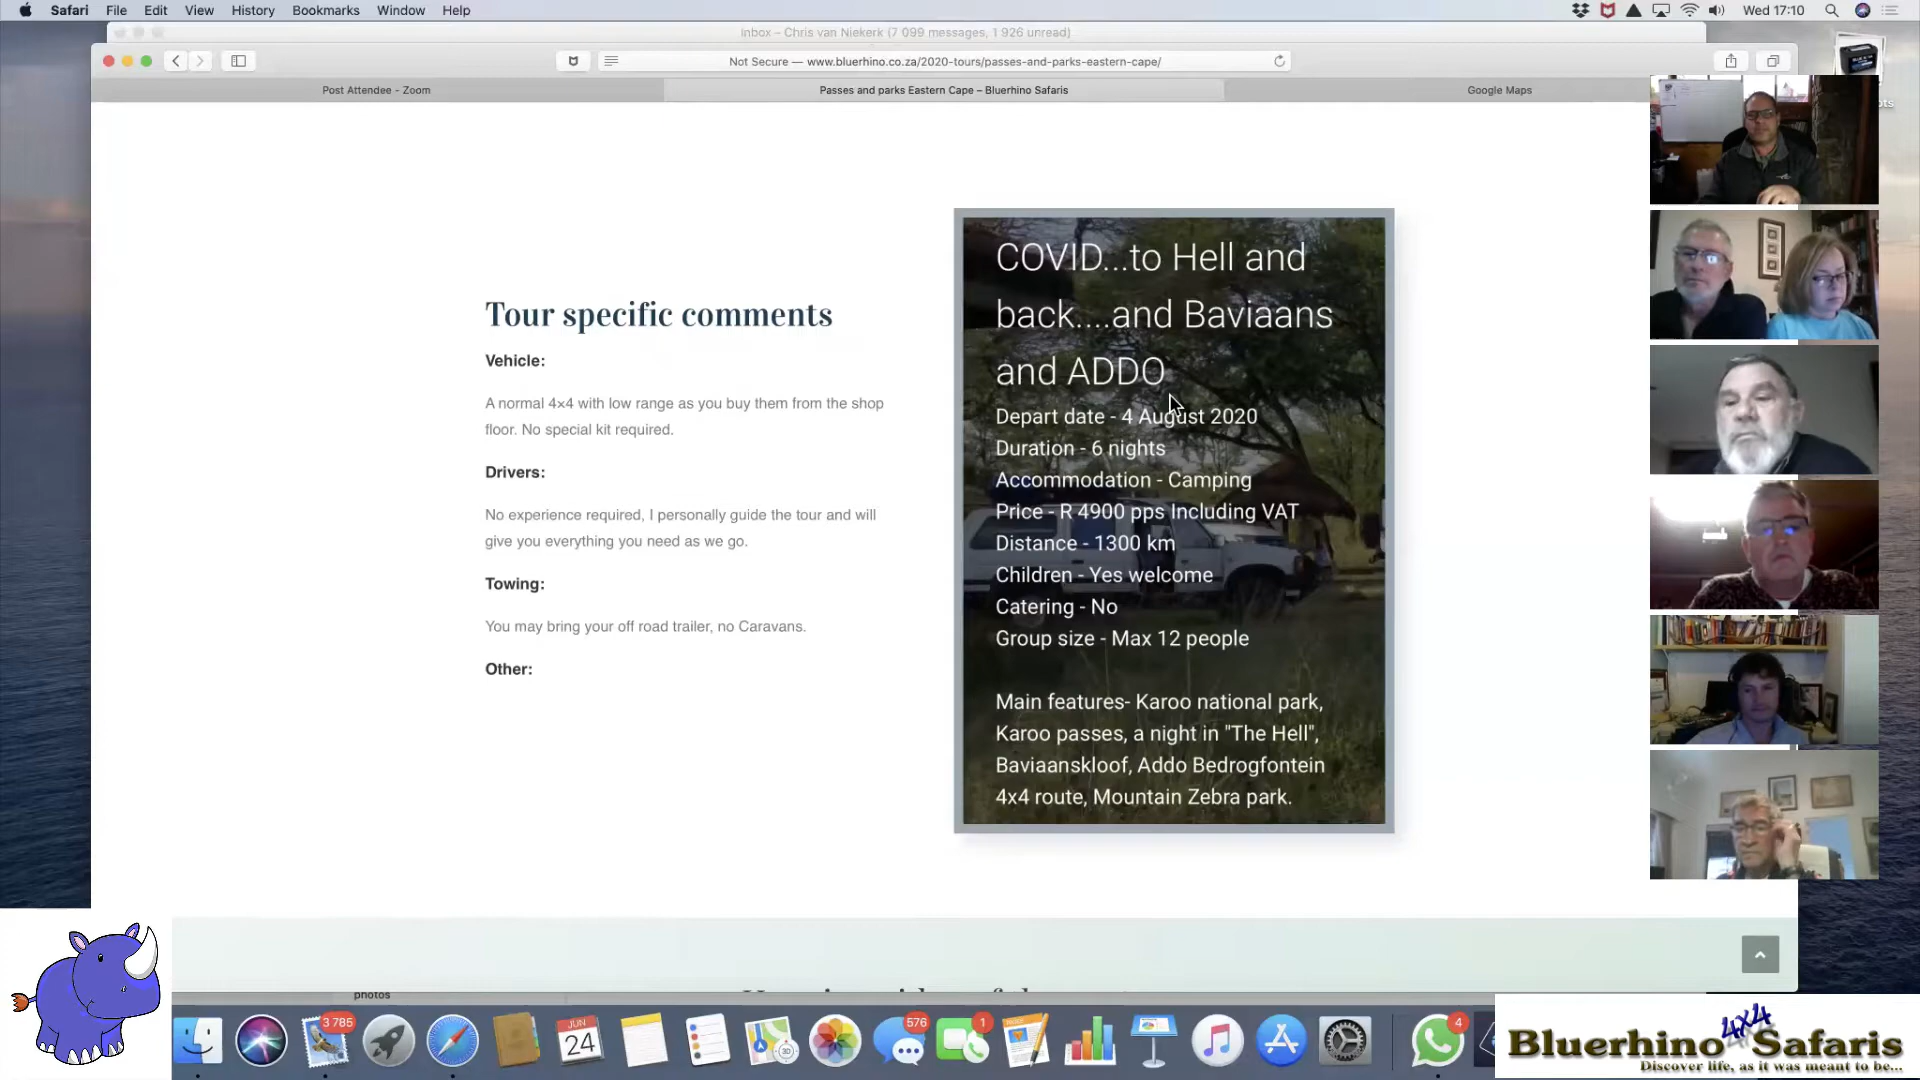 Safari File Edit View History Bookmarks Window Help
Wed 17:10
Inbox – Chris van Niekerk (7 099 messages, 1 926 unread)
Not Secure — www.bluerhino.co.za/2020-tours/passes-and-parks-eastern-cape/
Post Attendee - Zoom
Passes and parks Eastern Cape – Bluerhino Safaris
Google Maps
COVID...to Hell and
back....and Baviaans
and ADDO
Depart date - 4 August 2020
Duration - 6 nights
Accommodation - Camping
Price - R 4900 pps Including VAT
Distance - 1300 km
Children - Yes welcome
Catering - No
Group size - Max 12 people
Main features- Karoo national park,
Karoo passes, a night in "The Hell",
Baviaanskloof, Addo Bedrogfontein
4x4 route, Mountain Zebra park.
Tour specific comments
Vehicle:
A normal 4×4 with low range as you buy them from the shop
floor. No special kit required.
Drivers:
No experience required, I personally guide the tour and will
give you everything you need as we go.
Towing:
You may bring your off road trailer, no Caravans.
Other:
photos
3 785
JUN
24
3D
576
1
4
Bluerhino 4x4 Safaris
Discover life, as it was meant to be...